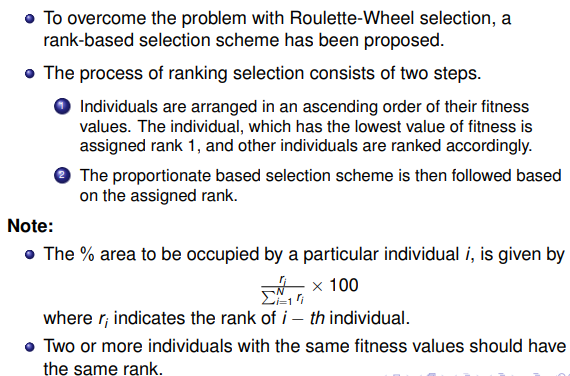 To overcome the problem with Roulette-Wheel selection, a
rank-based selection scheme has been proposed.
The process of ranking selection consists of two steps.
1 Individuals are arranged in an ascending order of their fitness
values. The individual, which has the lowest value of fitness is
assigned rank 1, and other individuals are ranked accordingly.
2 The proportionate based selection scheme is then followed based
on the assigned rank.
Note:
The % area to be occupied by a particular individual i, is given by
\frac{r_i}{\sum_{i=1}^{N} r_i} × 100
where r_i indicates the rank of i − th individual.
Two or more individuals with the same fitness values should have
the same rank.